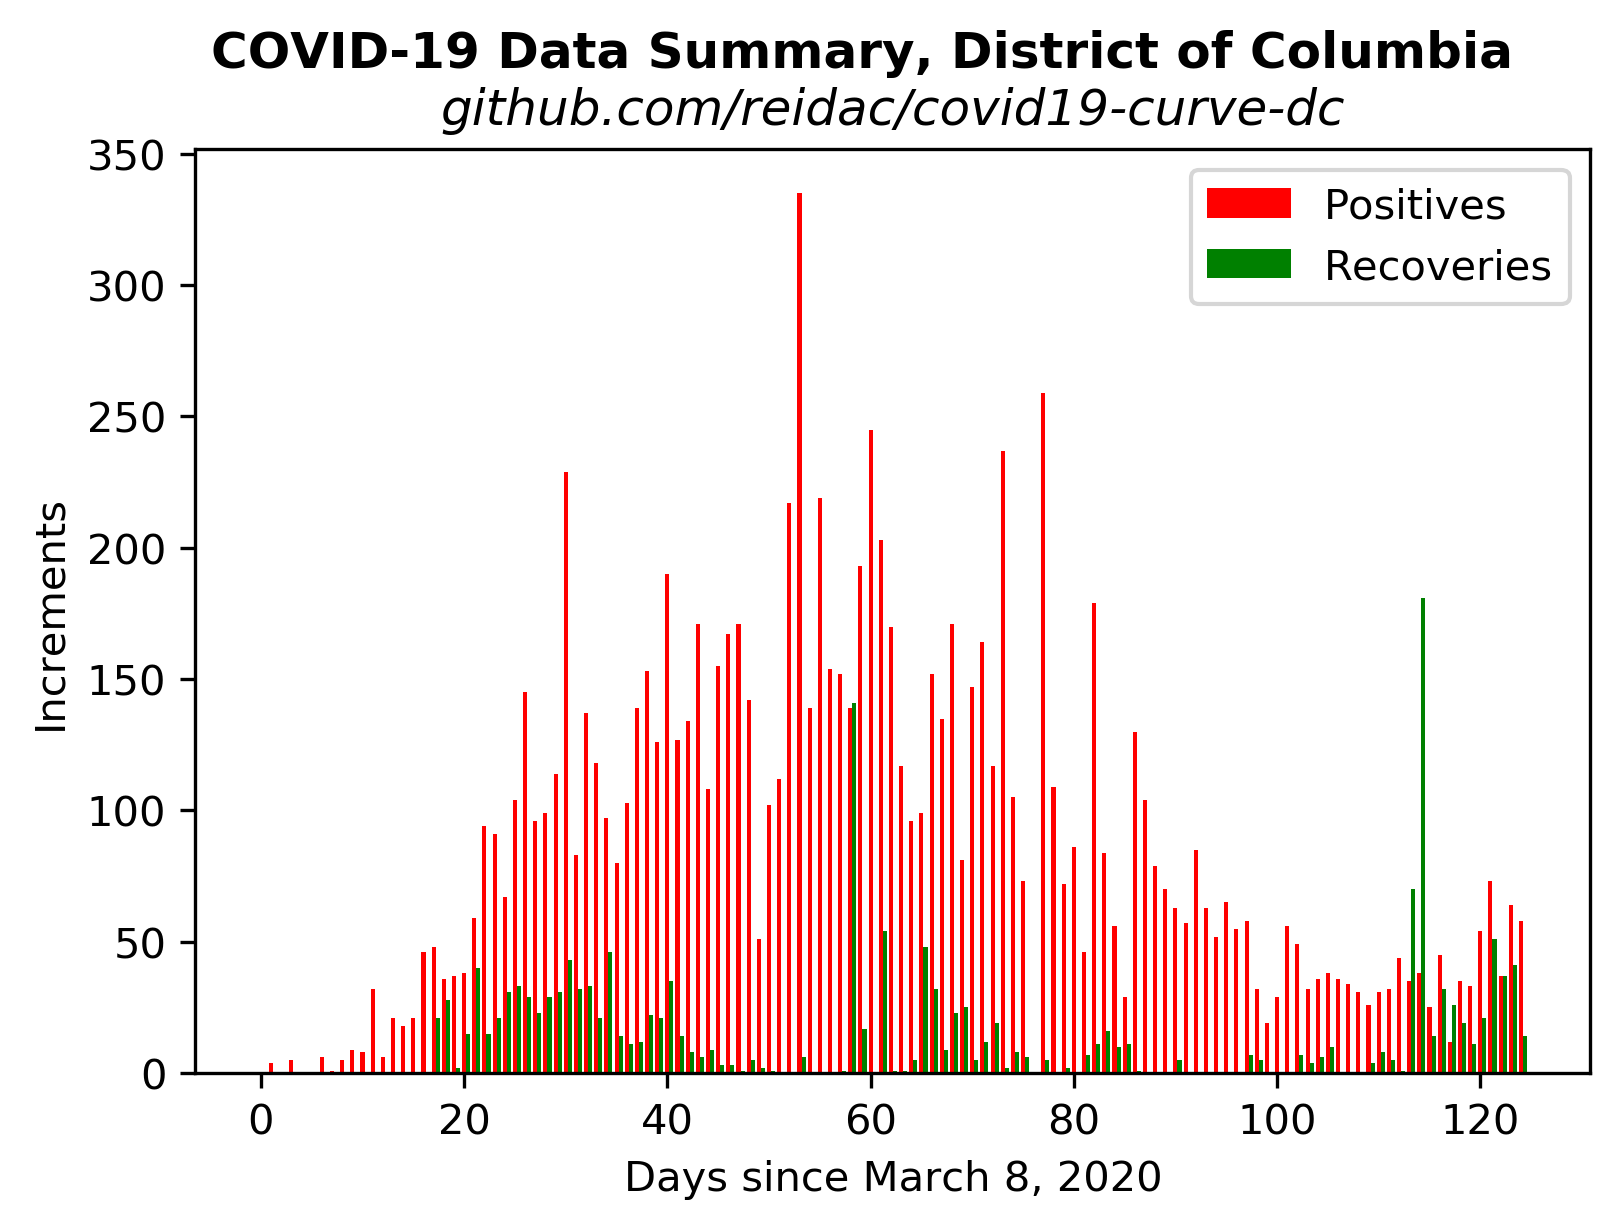 COVID-19 Data Summary, District of Columbia
github.com/reidac/covid19-curve-dc
350
300
250
200
150
100
50
0
Increments
Positives
Recoveries
0 20 40 60 80 100 120
Days since March 8, 2020